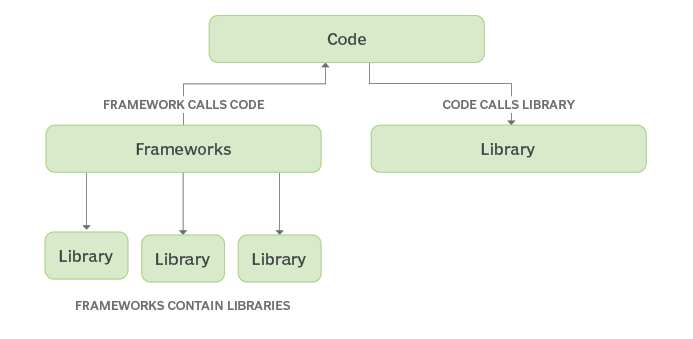 Code
FRAMEWORK CALLS CODE
CODE CALLS LIBRARY
Frameworks
Library
Library
Library
Library
FRAMEWORKS CONTAIN LIBRARIES